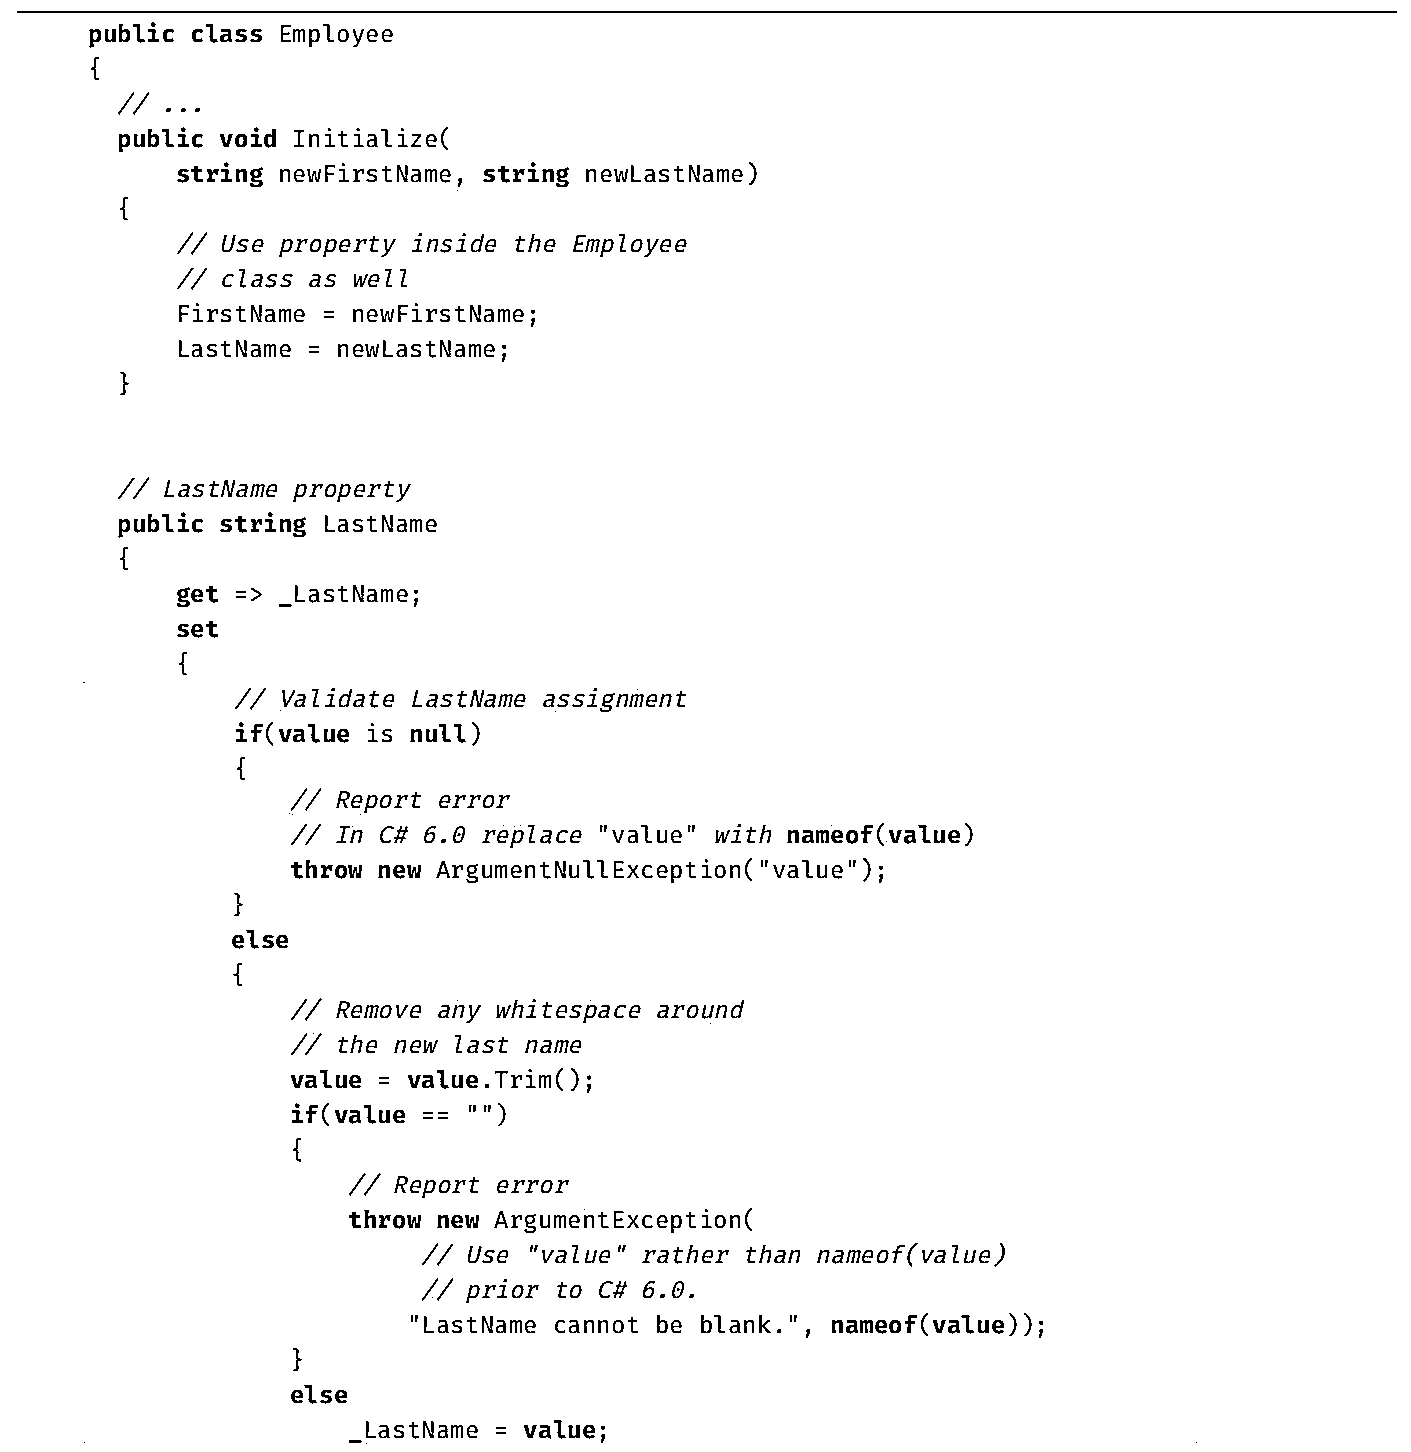 public class Employee
{
  // ...
  public void Initialize(
      string newFirstName, string newLastName)
  {
      // Use property inside the Employee
      // class as well
      FirstName = newFirstName;
      LastName = newLastName;
  }

  // LastName property
  public string LastName
  {
      get => _LastName;
      set
      {
          // Validate LastName assignment
          if(value is null)
          {
              // Report error
              // In C# 6.0 replace "value" with nameof(value)
              throw new ArgumentNullException("value");
          }
          else
          {
              // Remove any whitespace around
              // the new last name
              value = value.Trim();
              if(value == "")
              {
                  // Report error
                  throw new ArgumentException(
                       // Use "value" rather than nameof(value)
                       // prior to C# 6.0.
                      "LastName cannot be blank.", nameof(value));
              }
              else
                  _LastName = value;